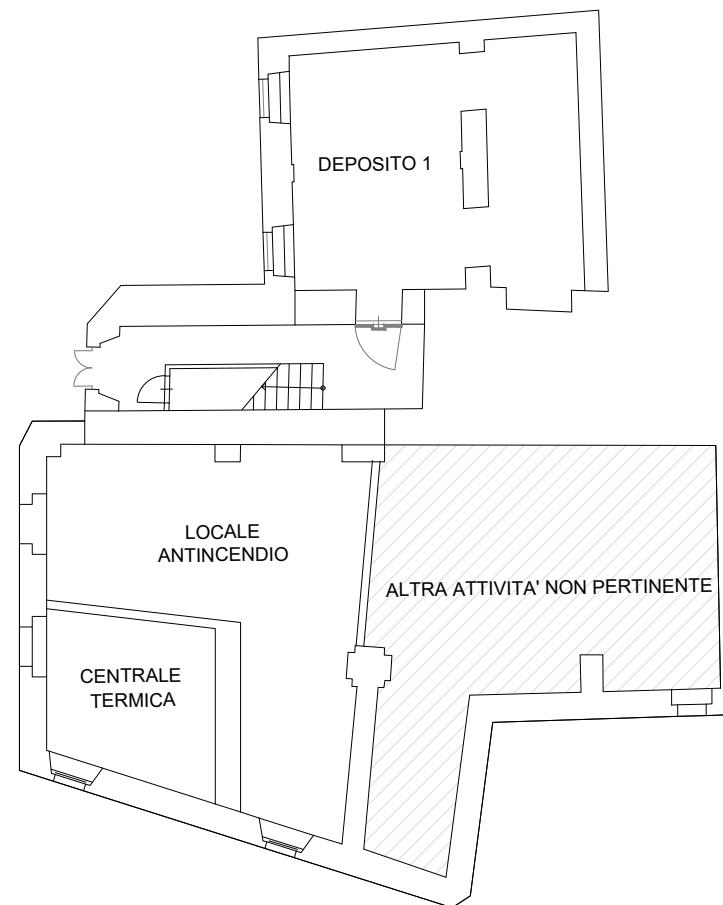 DEPOSITO 1
LOCALE
ANTINCENDIO
ALTRA ATTIVITA' NON PERTINENTE
CENTRALE
TERMICA